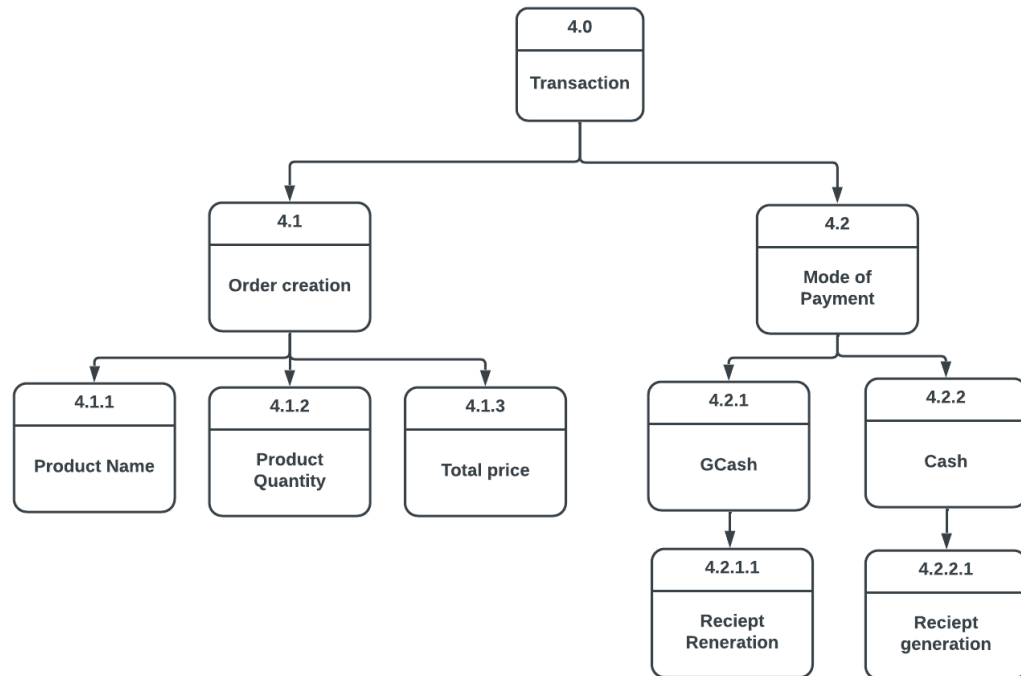 4.0
Transaction
4.1
Order creation
4.2
Mode of
Payment
4.1.1
Product Name
4.1.2
Product
Quantity
4.1.3
Total price
4.2.1
GCash
4.2.2
Cash
4.2.1.1
Reciept
Reneration
4.2.2.1
Reciept
generation